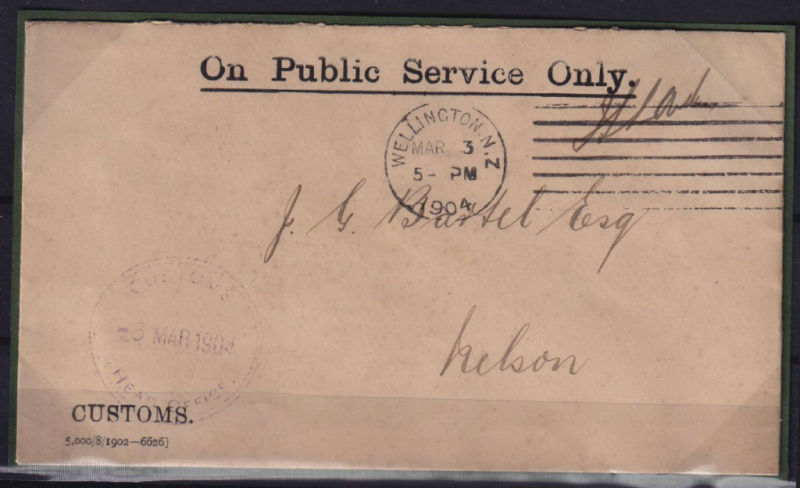 On Public Service Only.
WELLINGTON. N.Z
MAR 3
5- PM
1904
J. G. Bartel Esq
Nelson
CUSTOMS
3 MAR 1904
HEAD OFFICE.
CUSTOMS.
5,000/8/1902—6626]